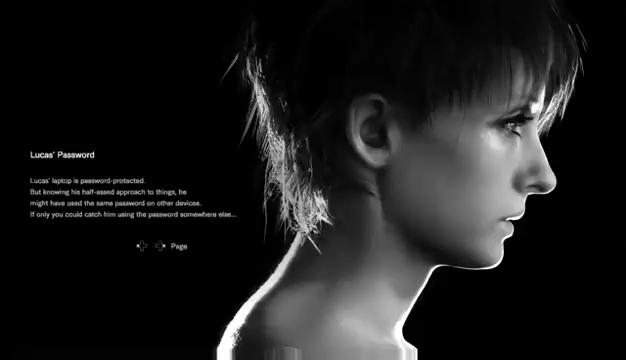 Lucas' Password
Lucas' laptop is password-protected.
But knowing his half-assed approach to things, he
might have used the same password on other devices.
If only you could catch him using the password somewhere else...
Page